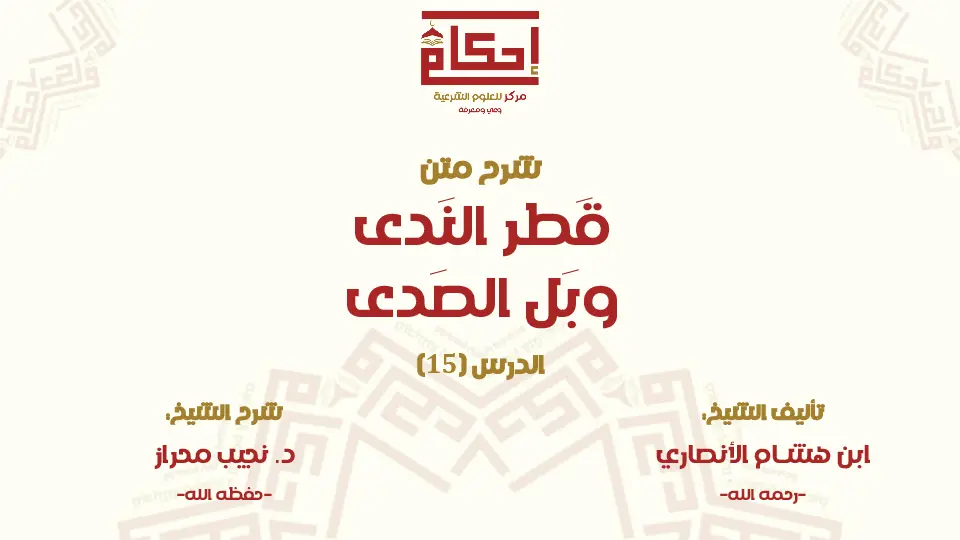 إحكام
مركز للعلوم الشرعية
وعي ومعرفة
شرح متن
قَطر النَدى
وبَل الصَدى
الدرس (15)
تأليف الشيخ:
ابن هشام الأنصاري
-رحمه الله-
شرح الشيخ:
د. نجيب محراز
-حفظه الله-